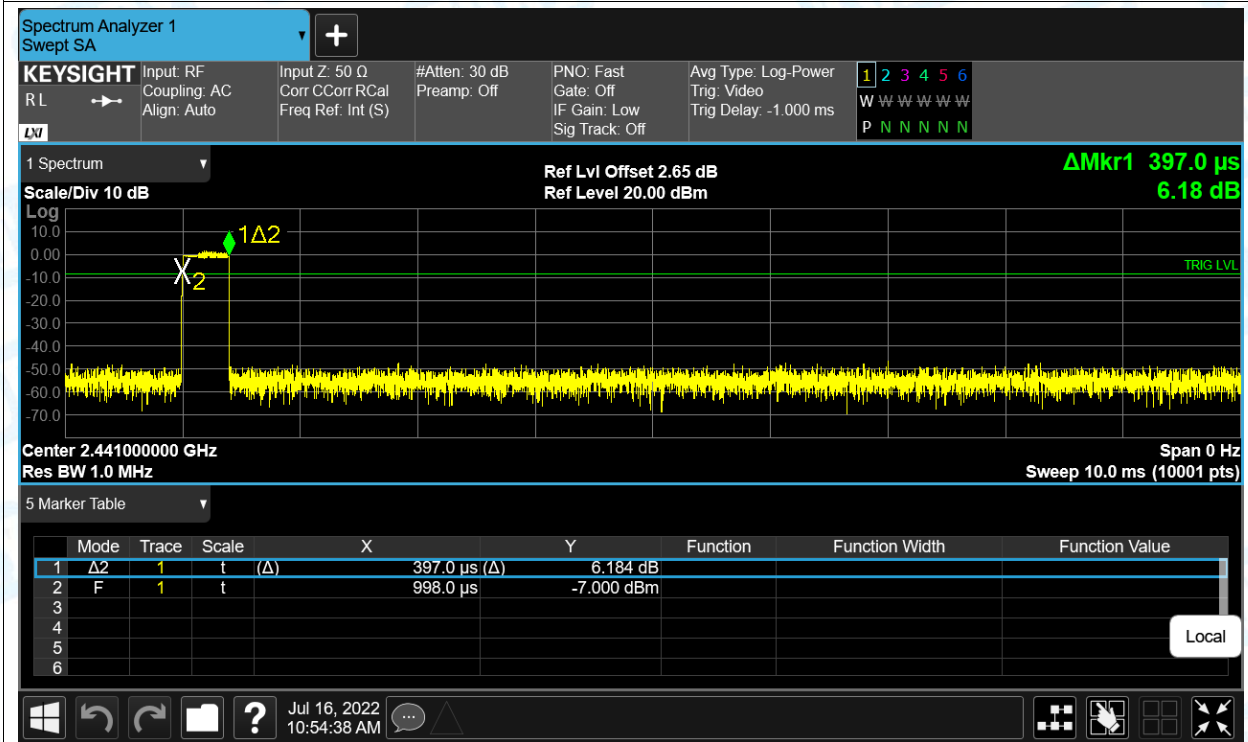 Spectrum Analyzer 1
Swept SA
KEYSIGHT
R L
LXI
Input: RF
Coupling: AC
Align: Auto
Input Z: 50 Ω
Corr CCorr RCal
Freq Ref: Int (S)
#Atten: 30 dB
Preamp: Off
PNO: Fast
Gate: Off
IF Gain: Low
Sig Track: Off
Avg Type: Log-Power
Trig: Video
Trig Delay: -1.000 ms
1 2 3 4 5 6
W W W W W W
P N N N N N
1 Spectrum
Scale/Div 10 dB
Ref Lvl Offset 2.65 dB
Ref Level 20.00 dBm
ΔMkr1 397.0 µs
6.18 dB
Log
10.0
0.00
-10.0
-20.0
-30.0
-40.0
-50.0
-60.0
-70.0
1Δ2
X2
TRIG LVL
Center 2.441000000 GHz
Res BW 1.0 MHz
Span 0 Hz
Sweep 10.0 ms (10001 pts)
5 Marker Table
Mode Trace Scale X Y Function Function Width Function Value
1 Δ2 1 t (Δ) 397.0 µs (Δ) 6.184 dB
2 F 1 t 998.0 µs -7.000 dBm
3
4
5
6
Local
?
Jul 16, 2022
10:54:38 AM